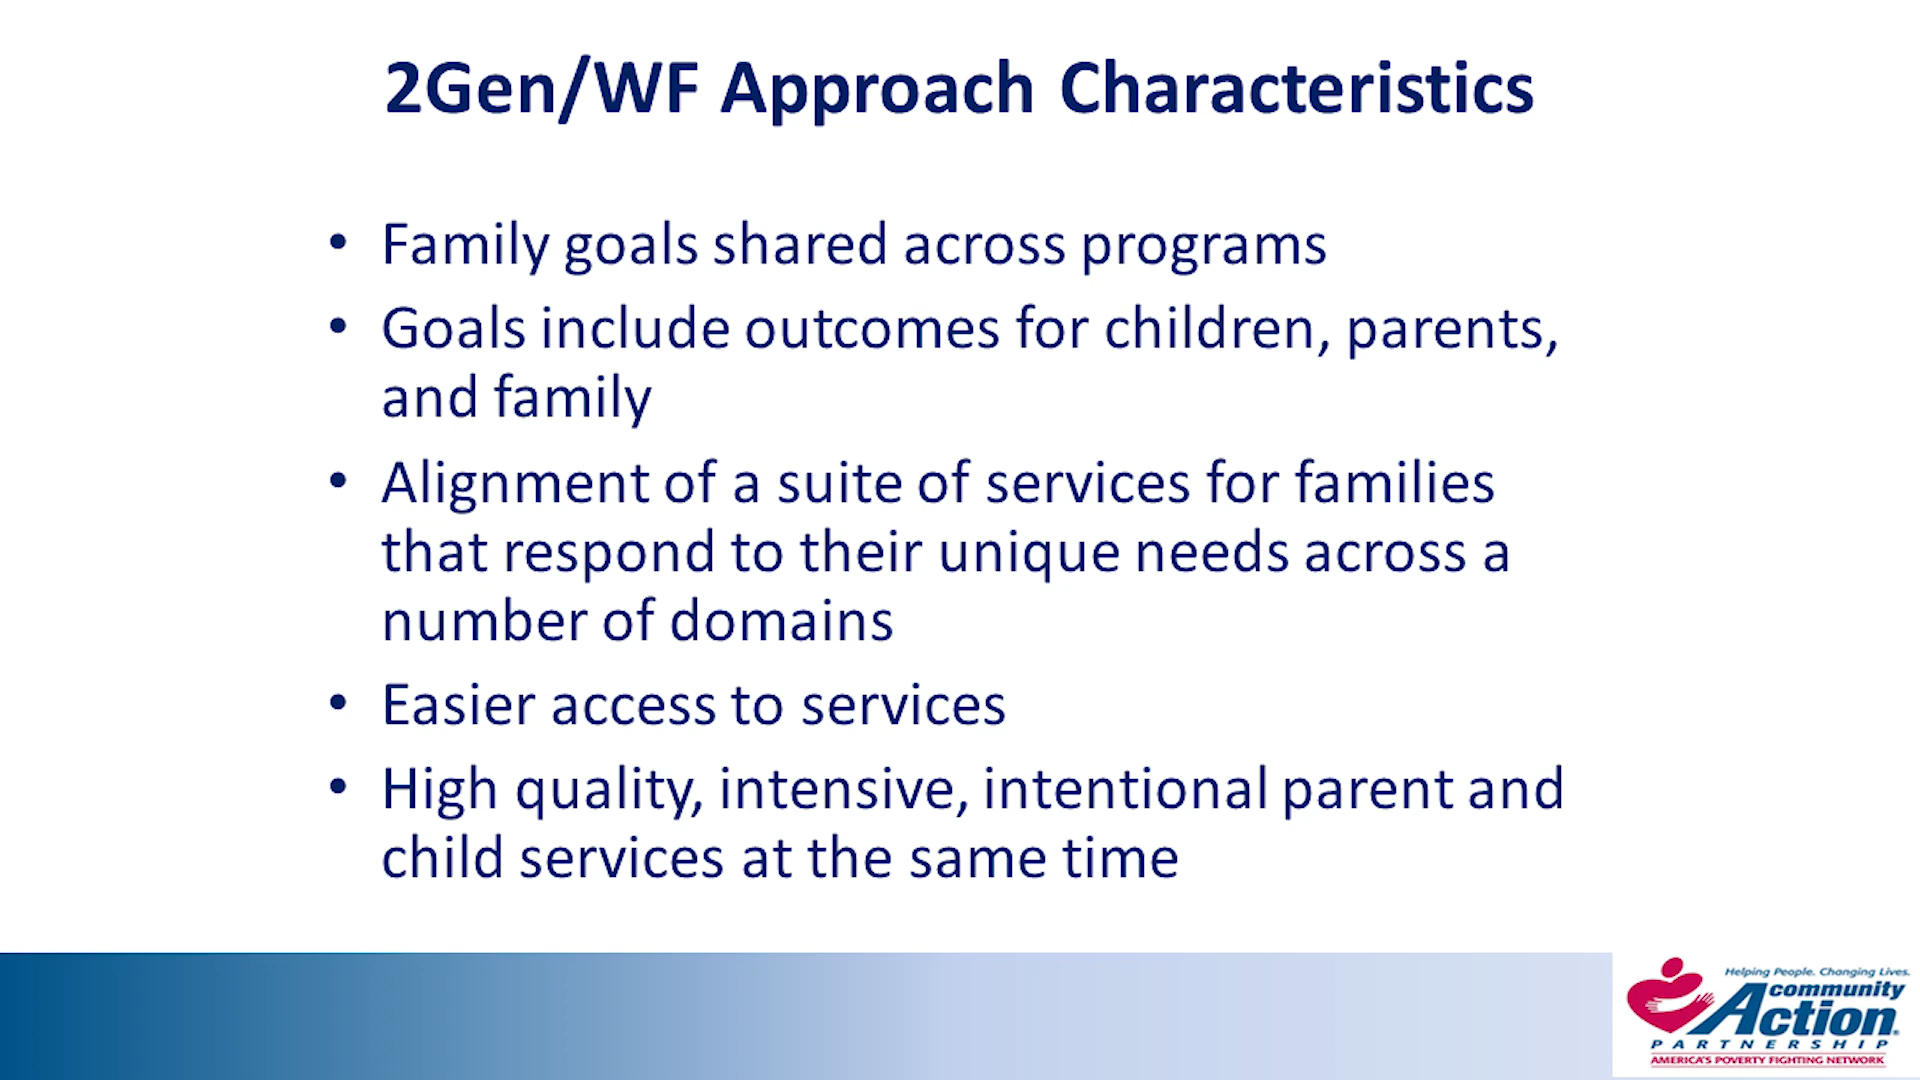 2Gen/WF Approach Characteristics
• Family goals shared across programs
• Goals include outcomes for children, parents,
and family
• Alignment of a suite of services for families
that respond to their unique needs across a
number of domains
• Easier access to services
• High quality, intensive, intentional parent and
child services at the same time
Helping People. Changing Lives.
community
Action
PARTNERSHIP
AMERICA'S POVERTY FIGHTING NETWORK